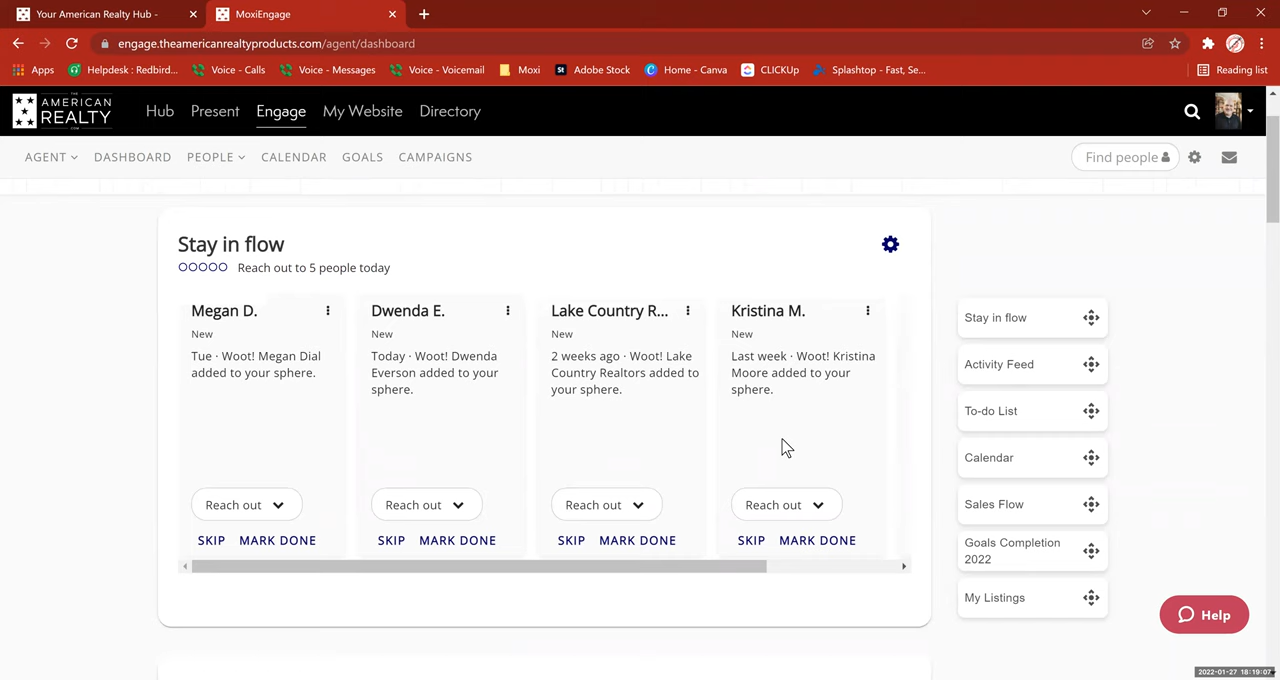 Your American Realty Hub -
MoxiEngage
engage.theamericanrealtyproducts.com/agent/dashboard
Apps
Helpdesk : Redbird...
Voice - Calls
Voice - Messages
Voice - Voicemail
Moxi
St
Adobe Stock
C
Home - Canva
CLICKUp
Splashtop - Fast, Se...
Reading list
THE
AMERICAN
REALTY
.COM
Hub
Present
Engage
My Website
Directory
AGENT
DASHBOARD
PEOPLE
CALENDAR
GOALS
CAMPAIGNS
Find people
Stay in flow
Reach out to 5 people today
Megan D.
New
Tue · Woot! Megan Dial
added to your sphere.
Reach out
SKIP
MARK DONE
Dwenda E.
New
Today · Woot! Dwenda
Everson added to your
sphere.
Reach out
SKIP
MARK DONE
Lake Country R...
New
2 weeks ago · Woot! Lake
Country Realtors added to
your sphere.
Reach out
SKIP
MARK DONE
Kristina M.
New
Last week · Woot! Kristina
Moore added to your
sphere.
Reach out
SKIP
MARK DONE
Stay in flow
Activity Feed
To-do List
Calendar
Sales Flow
Goals Completion
2022
My Listings
Help
2022-01-27 18:19:07